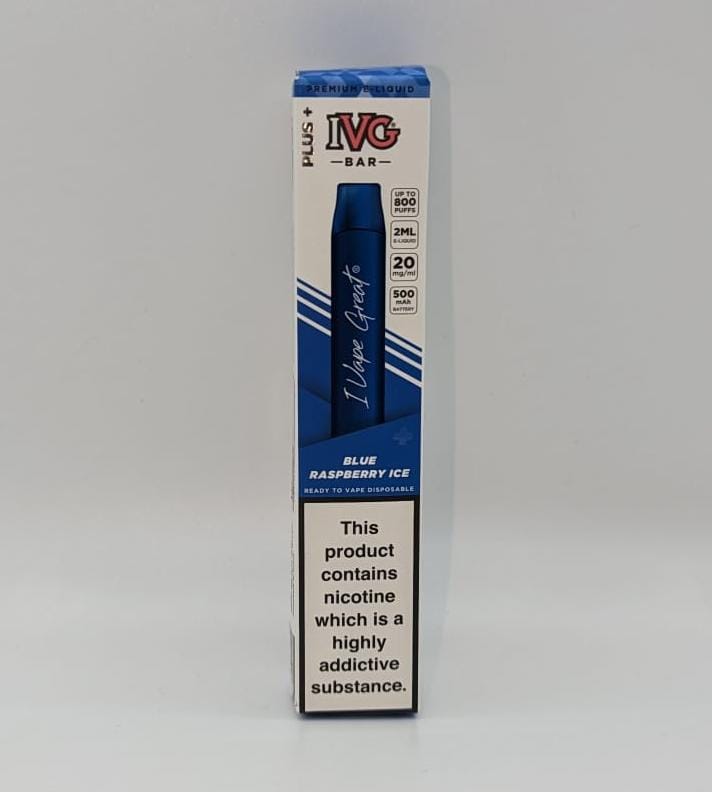 PREMIUM E-LIQUID
PLUS +
IVG
BAR
UP TO
800
PUFFS
2ML
E-LIQUID
20
mg/ml
500
mAh
BATTERY
I Vape Great®
BLUE
RASPBERRY ICE
READY TO VAPE DISPOSABLE
This
product
contains
nicotine
which is a
highly
addictive
substance.